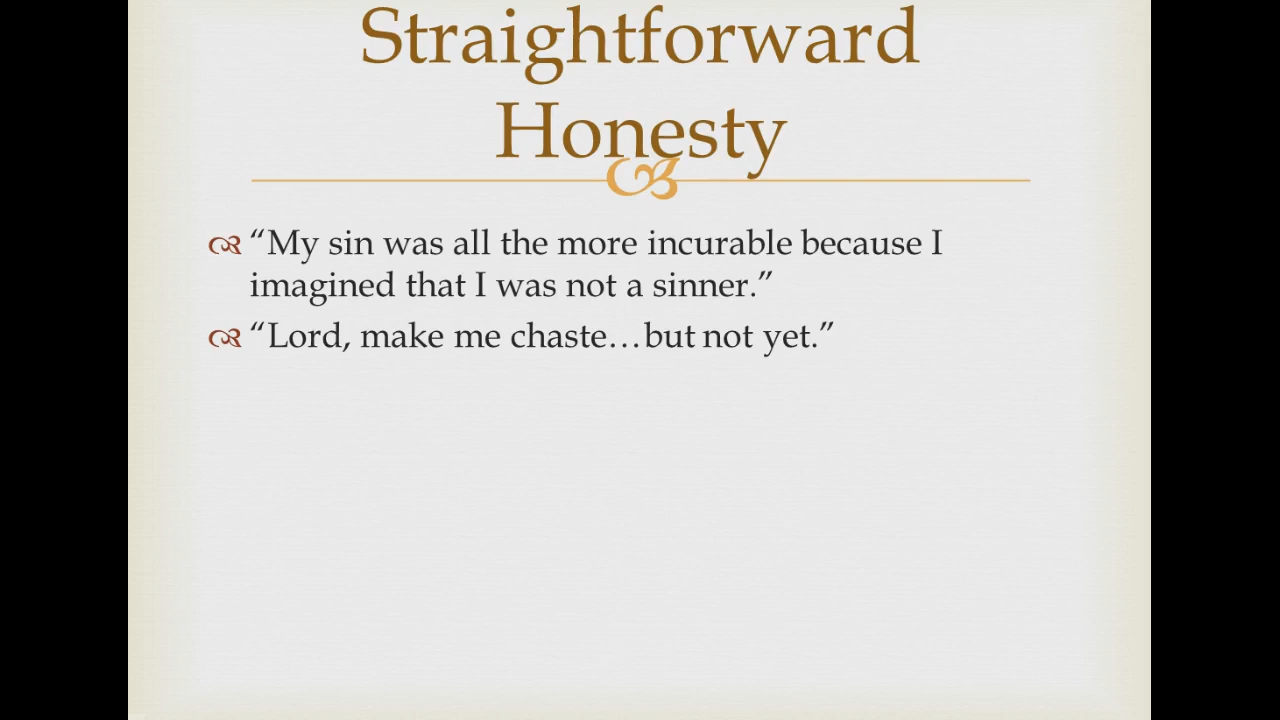 Straightforward
Honesty
“My sin was all the more incurable because I
imagined that I was not a sinner.”
“Lord, make me chaste…but not yet.”